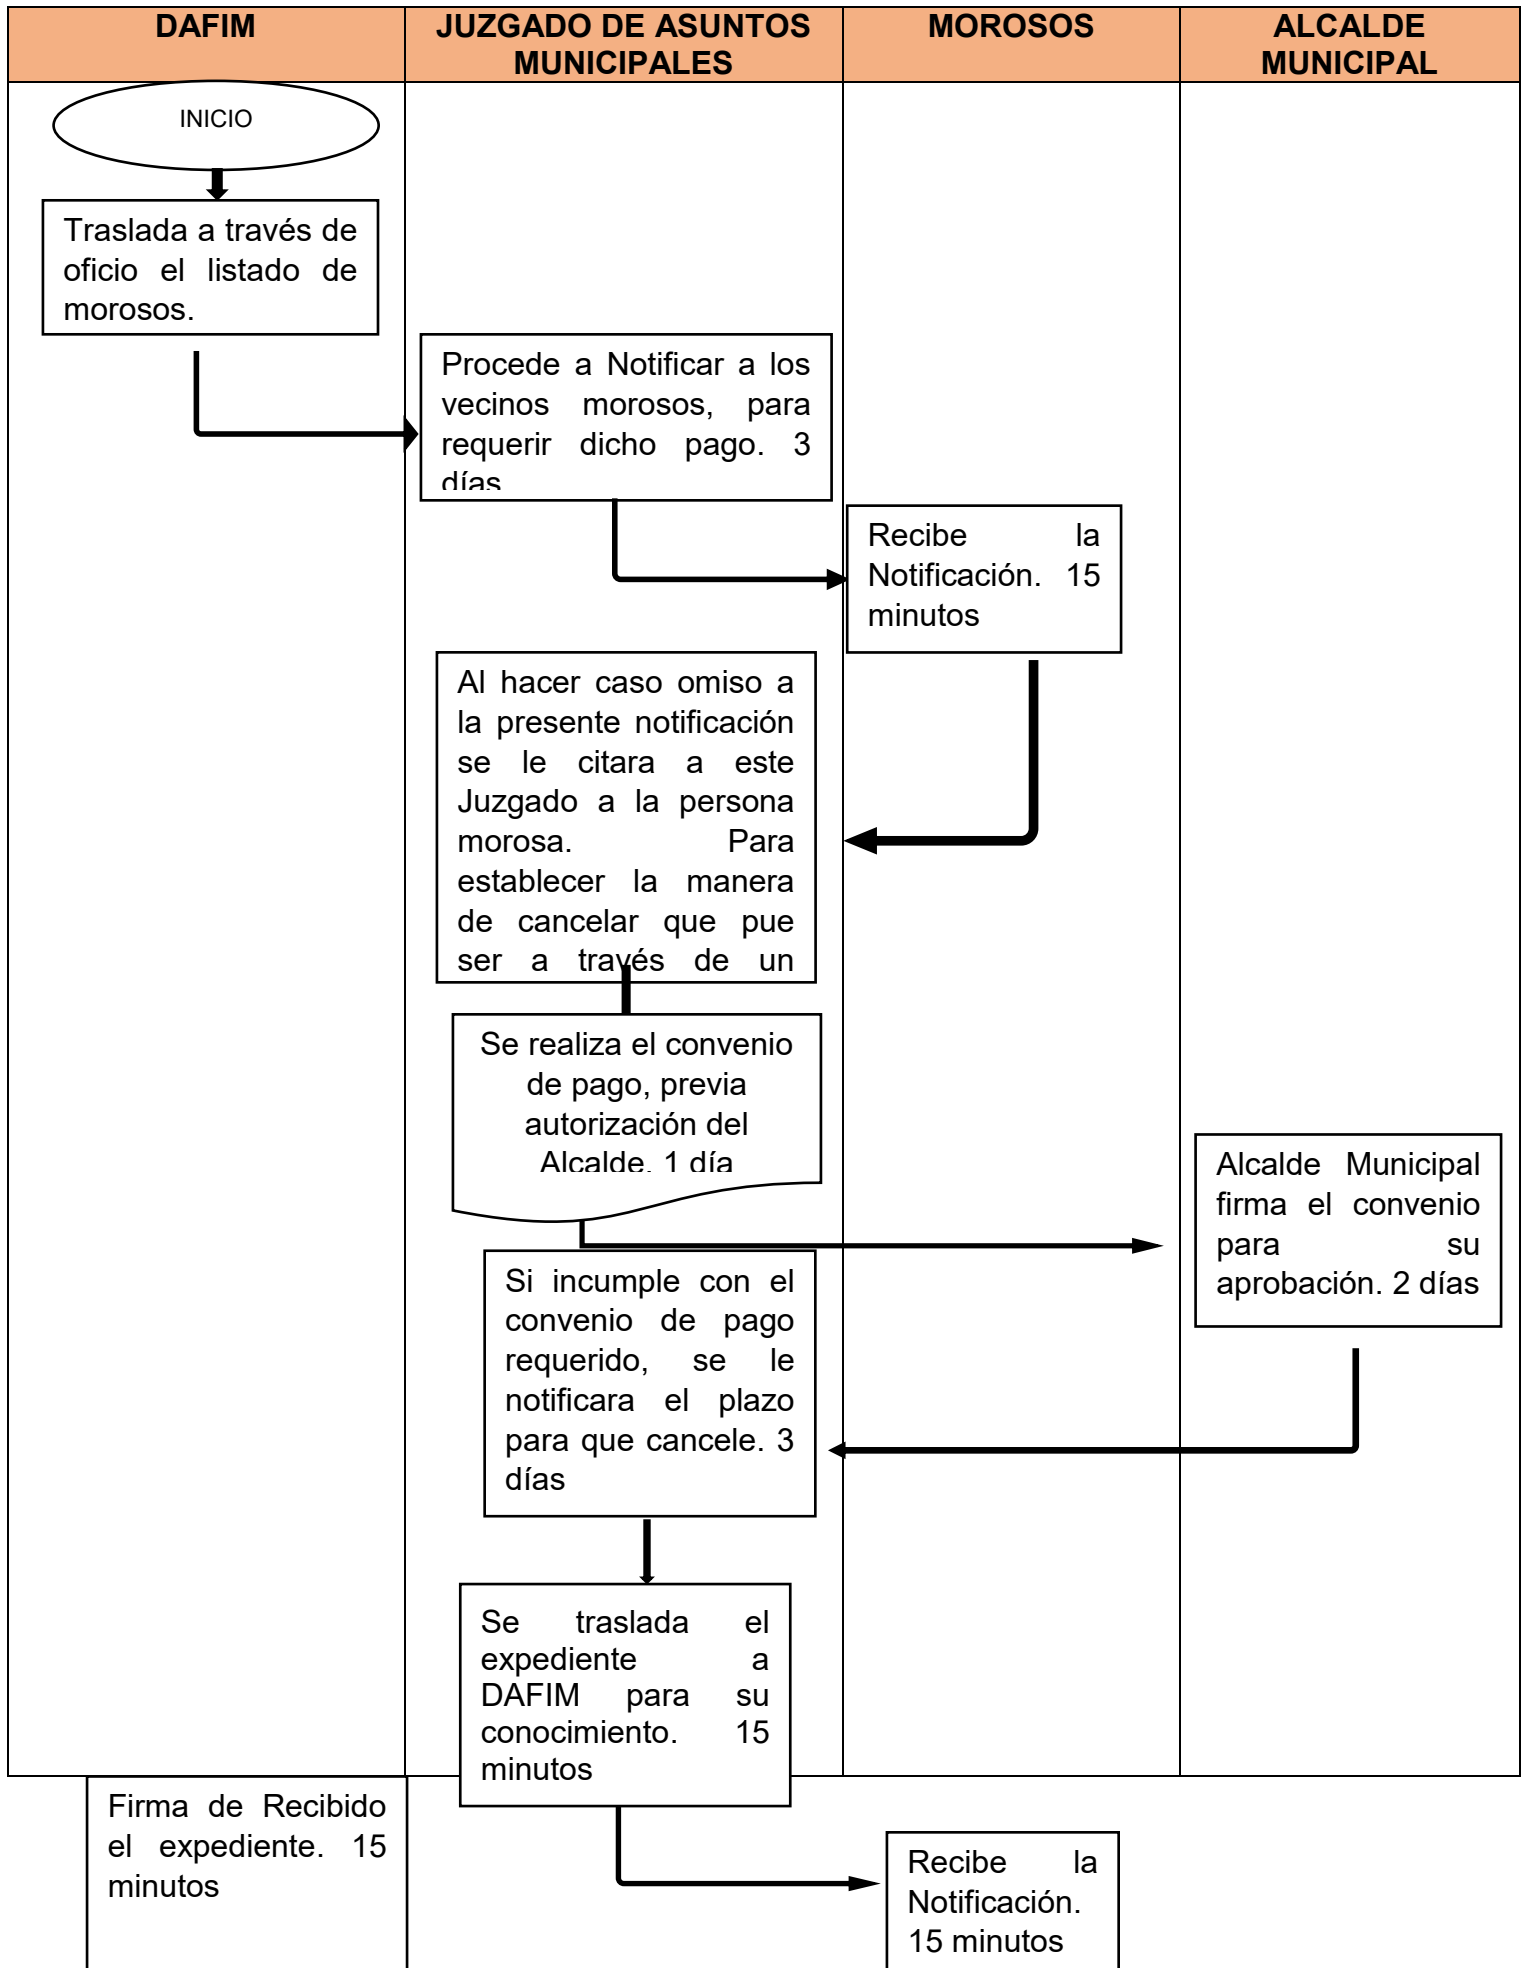 DAFIM
JUZGADO DE ASUNTOS
MUNICIPALES
MOROSOS
ALCALDE
MUNICIPAL
INICIO
Traslada a través de
oficio el listado de
morosos.
Procede a Notificar a los
vecinos morosos, para
requerir dicho pago. 3
días
Recibe la
Notificación. 15
minutos
Al hacer caso omiso a
la presente notificación
se le citara a este
Juzgado a la persona
morosa. Para
establecer la manera
de cancelar que pue
ser a través de un
Se realiza el convenio
de pago, previa
autorización del
Alcalde. 1 día
Alcalde Municipal
firma el convenio
para su
aprobación. 2 días
Si incumple con el
convenio de pago
requerido, se le
notificara el plazo
para que cancele. 3
días
Se traslada el
expediente a
DAFIM para su
conocimiento. 15
minutos
Firma de Recibido
el expediente. 15
minutos
Recibe la
Notificación.
15 minutos